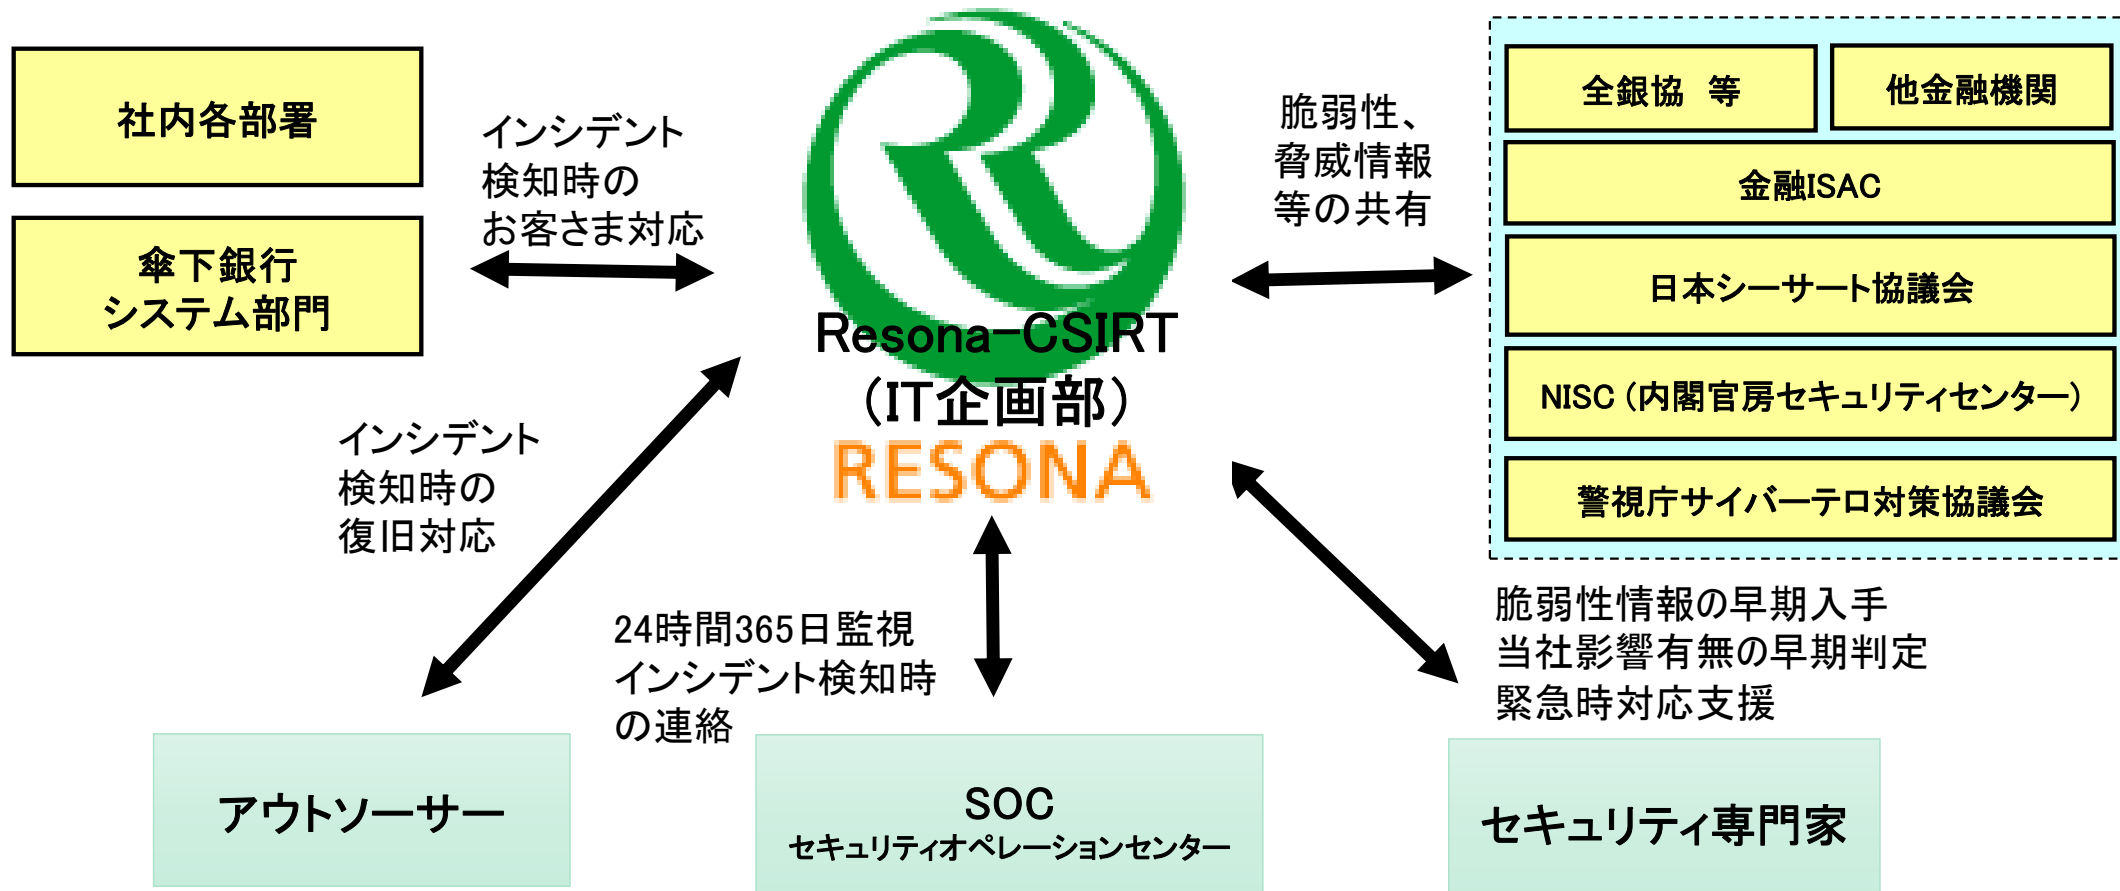 社内各部署
傘下銀行
システム部門
インシデント
検知時の
お客さま対応
Resona-CSIRT
（IT企画部）
RESONA
脆弱性、
脅威情報
等の共有
全銀協　等
他金融機関
金融ISAC
日本シーサート協議会
NISC（内閣官房セキュリティセンター）
警視庁サイバーテロ対策協議会
インシデント
検知時の
復旧対応
24時間365日監視
インシデント検知時
の連絡
脆弱性情報の早期入手
当社影響有無の早期判定
緊急時対応支援
アウトソーサー
SOC
セキュリティオペレーションセンター
セキュリティ専門家